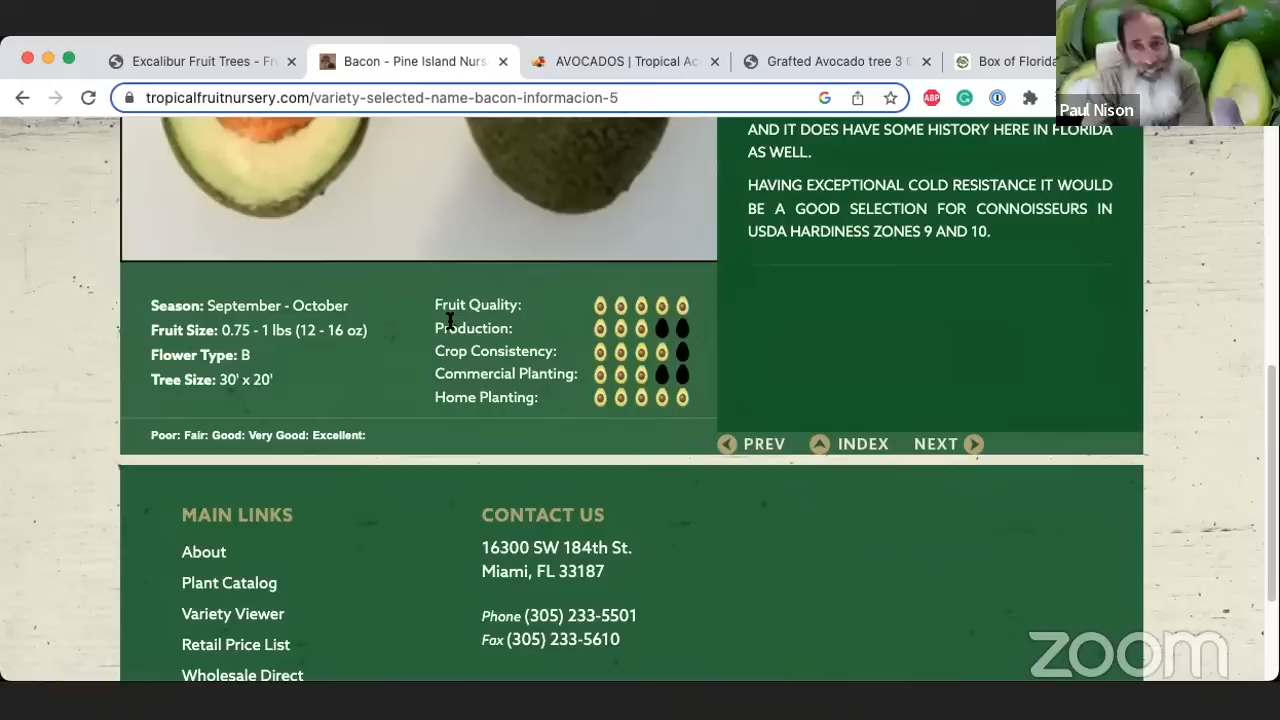 Excalibur Fruit Trees - Fr
Bacon - Pine Island Nurs
AVOCADOS | Tropical Ac
Grafted Avocado tree 3 G
Box of Florida
tropicalfruitnursery.com/variety-selected-name-bacon-informacion-5
ABP
Paul Nison
AND IT DOES HAVE SOME HISTORY HERE IN FLORIDA
AS WELL.
HAVING EXCEPTIONAL COLD RESISTANCE IT WOULD
BE A GOOD SELECTION FOR CONNOISSEURS IN
USDA HARDINESS ZONES 9 AND 10.
Season: September - October
Fruit Size: 0.75 - 1 lbs (12 - 16 oz)
Flower Type: B
Tree Size: 30' x 20'
Fruit Quality:
Production:
Crop Consistency:
Commercial Planting:
Home Planting:
Poor: Fair: Good: Very Good: Excellent:
PREV INDEX NEXT
MAIN LINKS
About
Plant Catalog
Variety Viewer
Retail Price List
Wholesale Direct
CONTACT US
16300 SW 184th St.
Miami, FL 33187
Phone (305) 233-5501
Fax (305) 233-5610
zoom